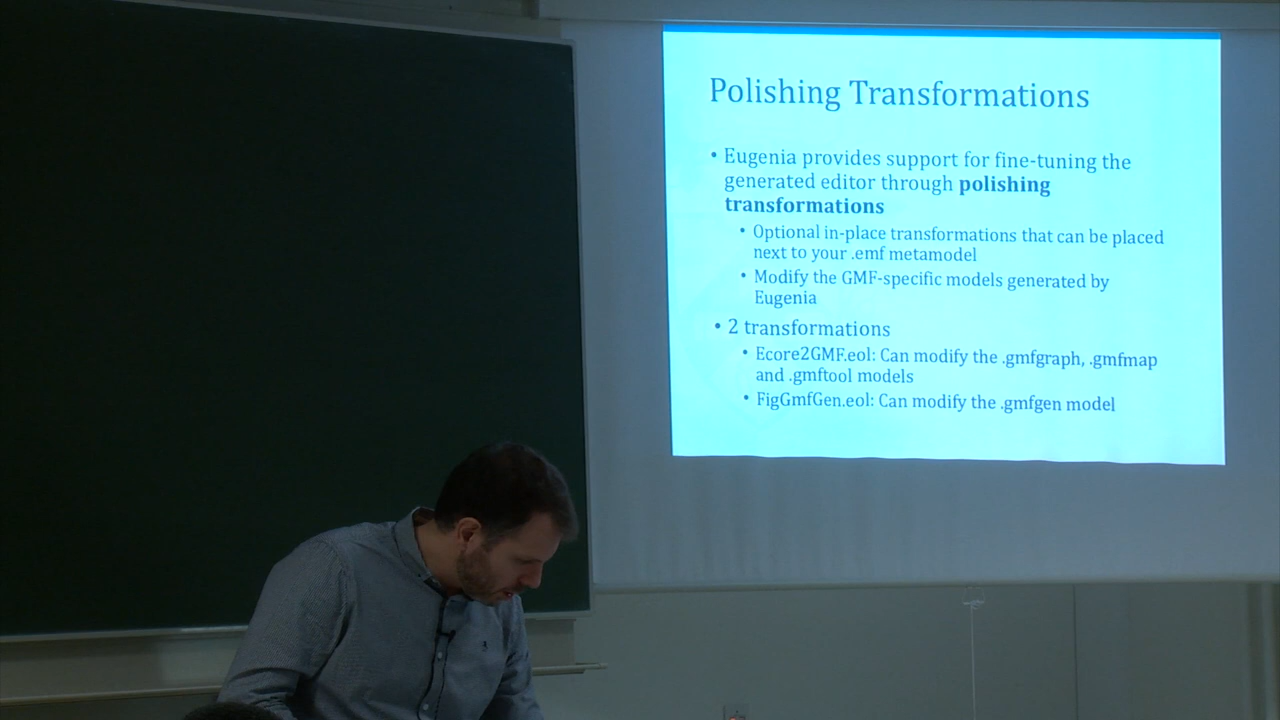 Polishing Transformations
• Eugenia provides support for fine-tuning the
generated editor through polishing
transformations
• Optional in-place transformations that can be placed
next to your .emf metamodel
• Modify the GMF-specific models generated by
Eugenia
• 2 transformations
• Ecore2GMF.eol: Can modify the .gmfgraph, .gmfmap
and .gmftool models
• FigGmfGen.eol: Can modify the .gmfgen model